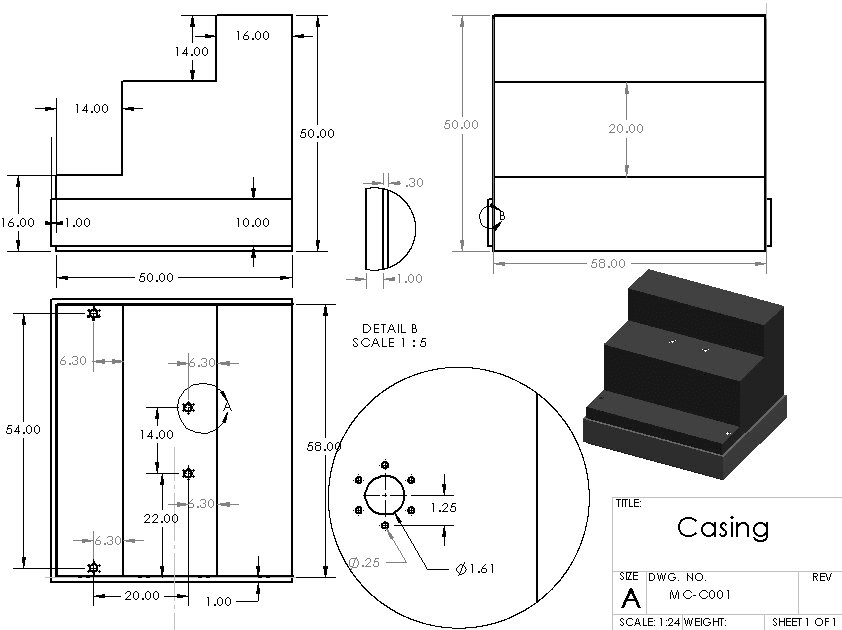 16.00
14.00
14.00
50.00
16.00
1.00
10.00
50.00
.30
1.00
DETAIL B
SCALE 1 : 5
50.00
20.00
B
58.00
6.30
6.30
A
54.00
14.00
58.00
6.30
22.00
6.30
20.00
1.00
1.25
Ø.25
Ø1.61
TITLE:
Casing
SIZE DWG. NO. REV
A MC-C001
SCALE: 1:24 WEIGHT: SHEET 1 OF 1